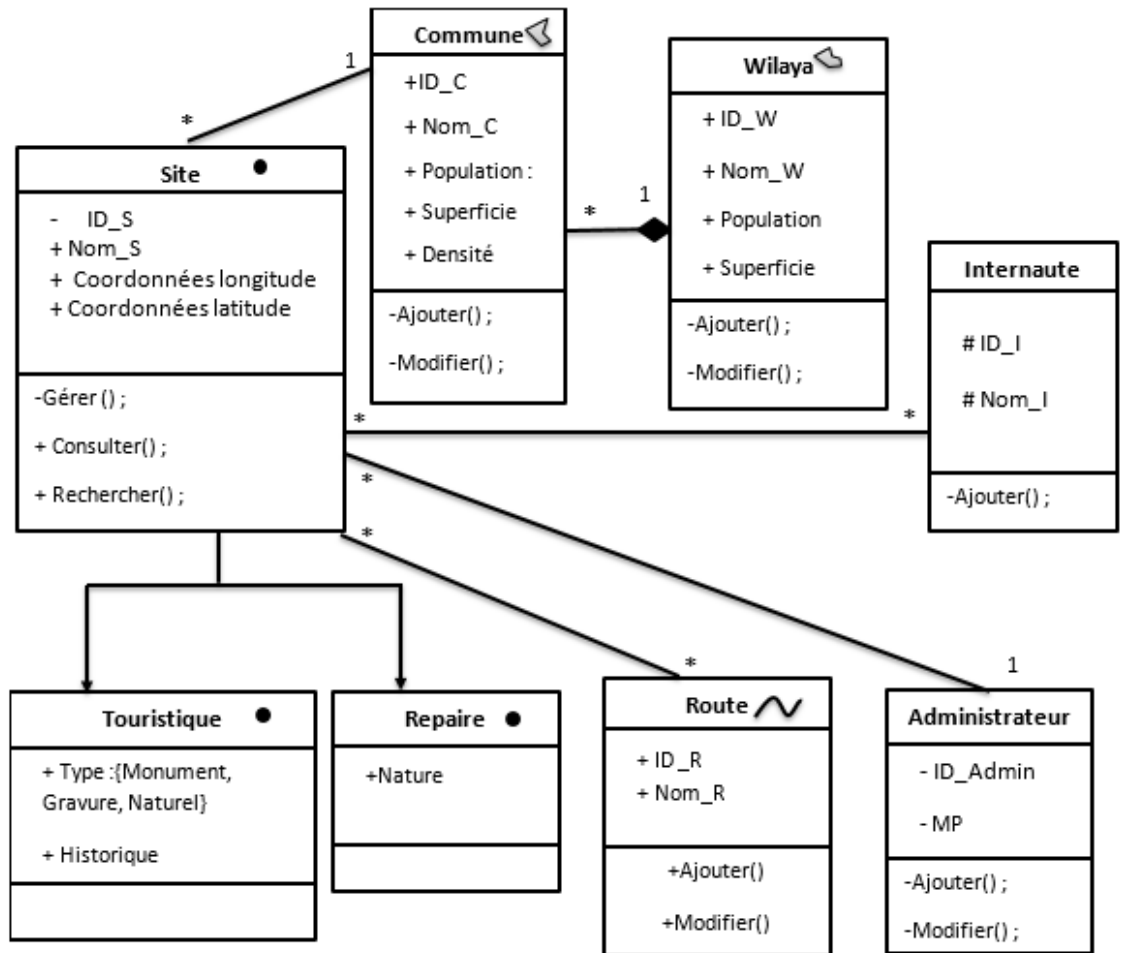 Commune
+ID_C
+ Nom_C
+ Population :
+ Superficie
+ Densité
-Ajouter() ;
-Modifier() ;
Wilaya
+ ID_W
+ Nom_W
+ Population
+ Superficie
-Ajouter() ;
-Modifier() ;
1
*
*
1
Site
- ID_S
+ Nom_S
+ Coordonnées longitude
+ Coordonnées latitude
-Gérer () ;
+ Consulter() ;
+ Rechercher() ;
Internaute
# ID_I
# Nom_I
-Ajouter() ;
*
*
*
*
*
1
Touristique
+ Type :{Monument,
Gravure, Naturel}
+ Historique
Repaire
+Nature
Route
+ ID_R
+ Nom_R
+Ajouter()
+Modifier()
Administrateur
- ID_Admin
- MP
-Ajouter() ;
-Modifier() ;